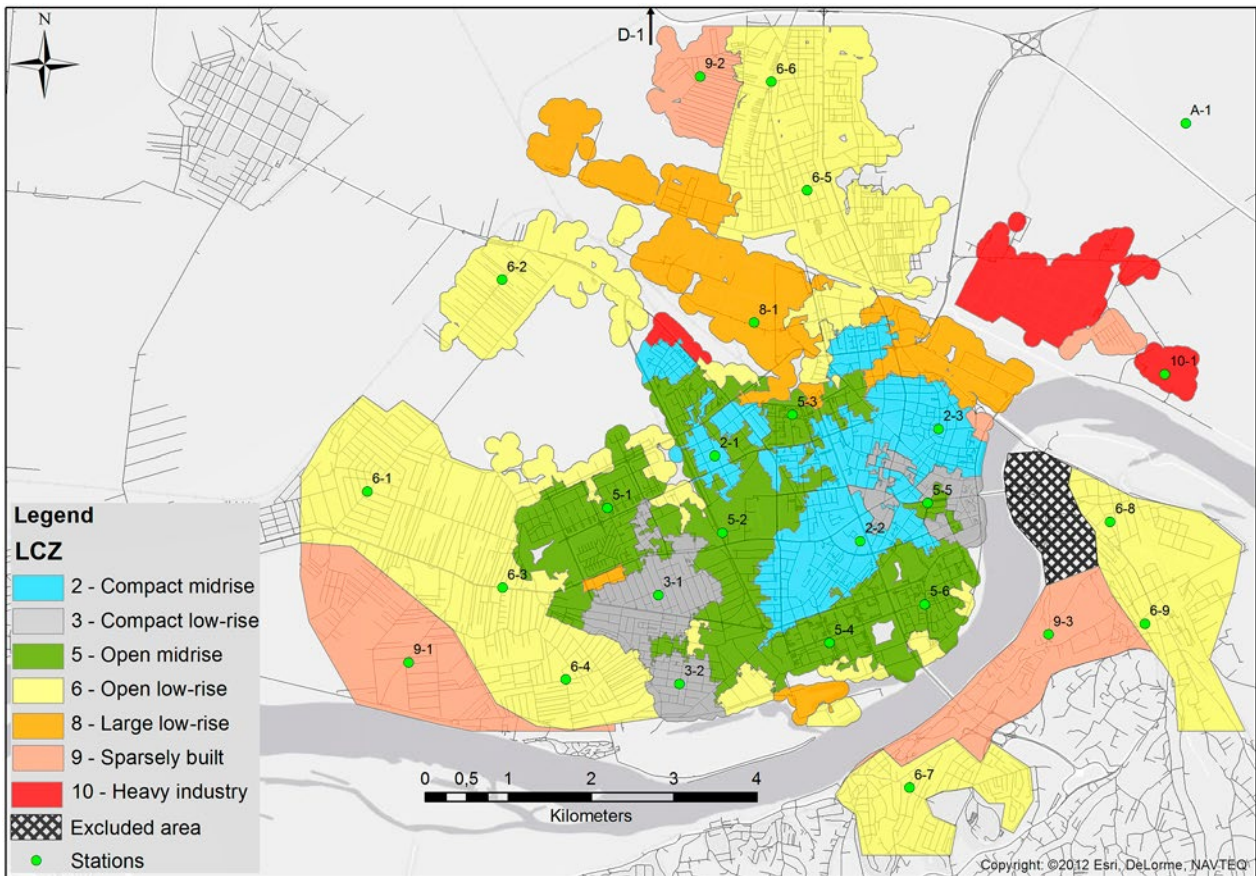 N
D-1
9-2
6-6
A-1
6-5
6-2
8-1
10-1
5-3
2-3
2-1
6-1
5-1
5-5
5-2
6-8
2-2
6-3
3-1
5-6
6-9
9-3
5-4
9-1
6-4
3-2
6-7
Legend
LCZ
2 - Compact midrise
3 - Compact low-rise
5 - Open midrise
6 - Open low-rise
8 - Large low-rise
9 - Sparsely built
10 - Heavy industry
Excluded area
Stations
0 0,5 1 2 3 4
Kilometers
Copyright: ©2012 Esri, DeLorme, NAVTEQ